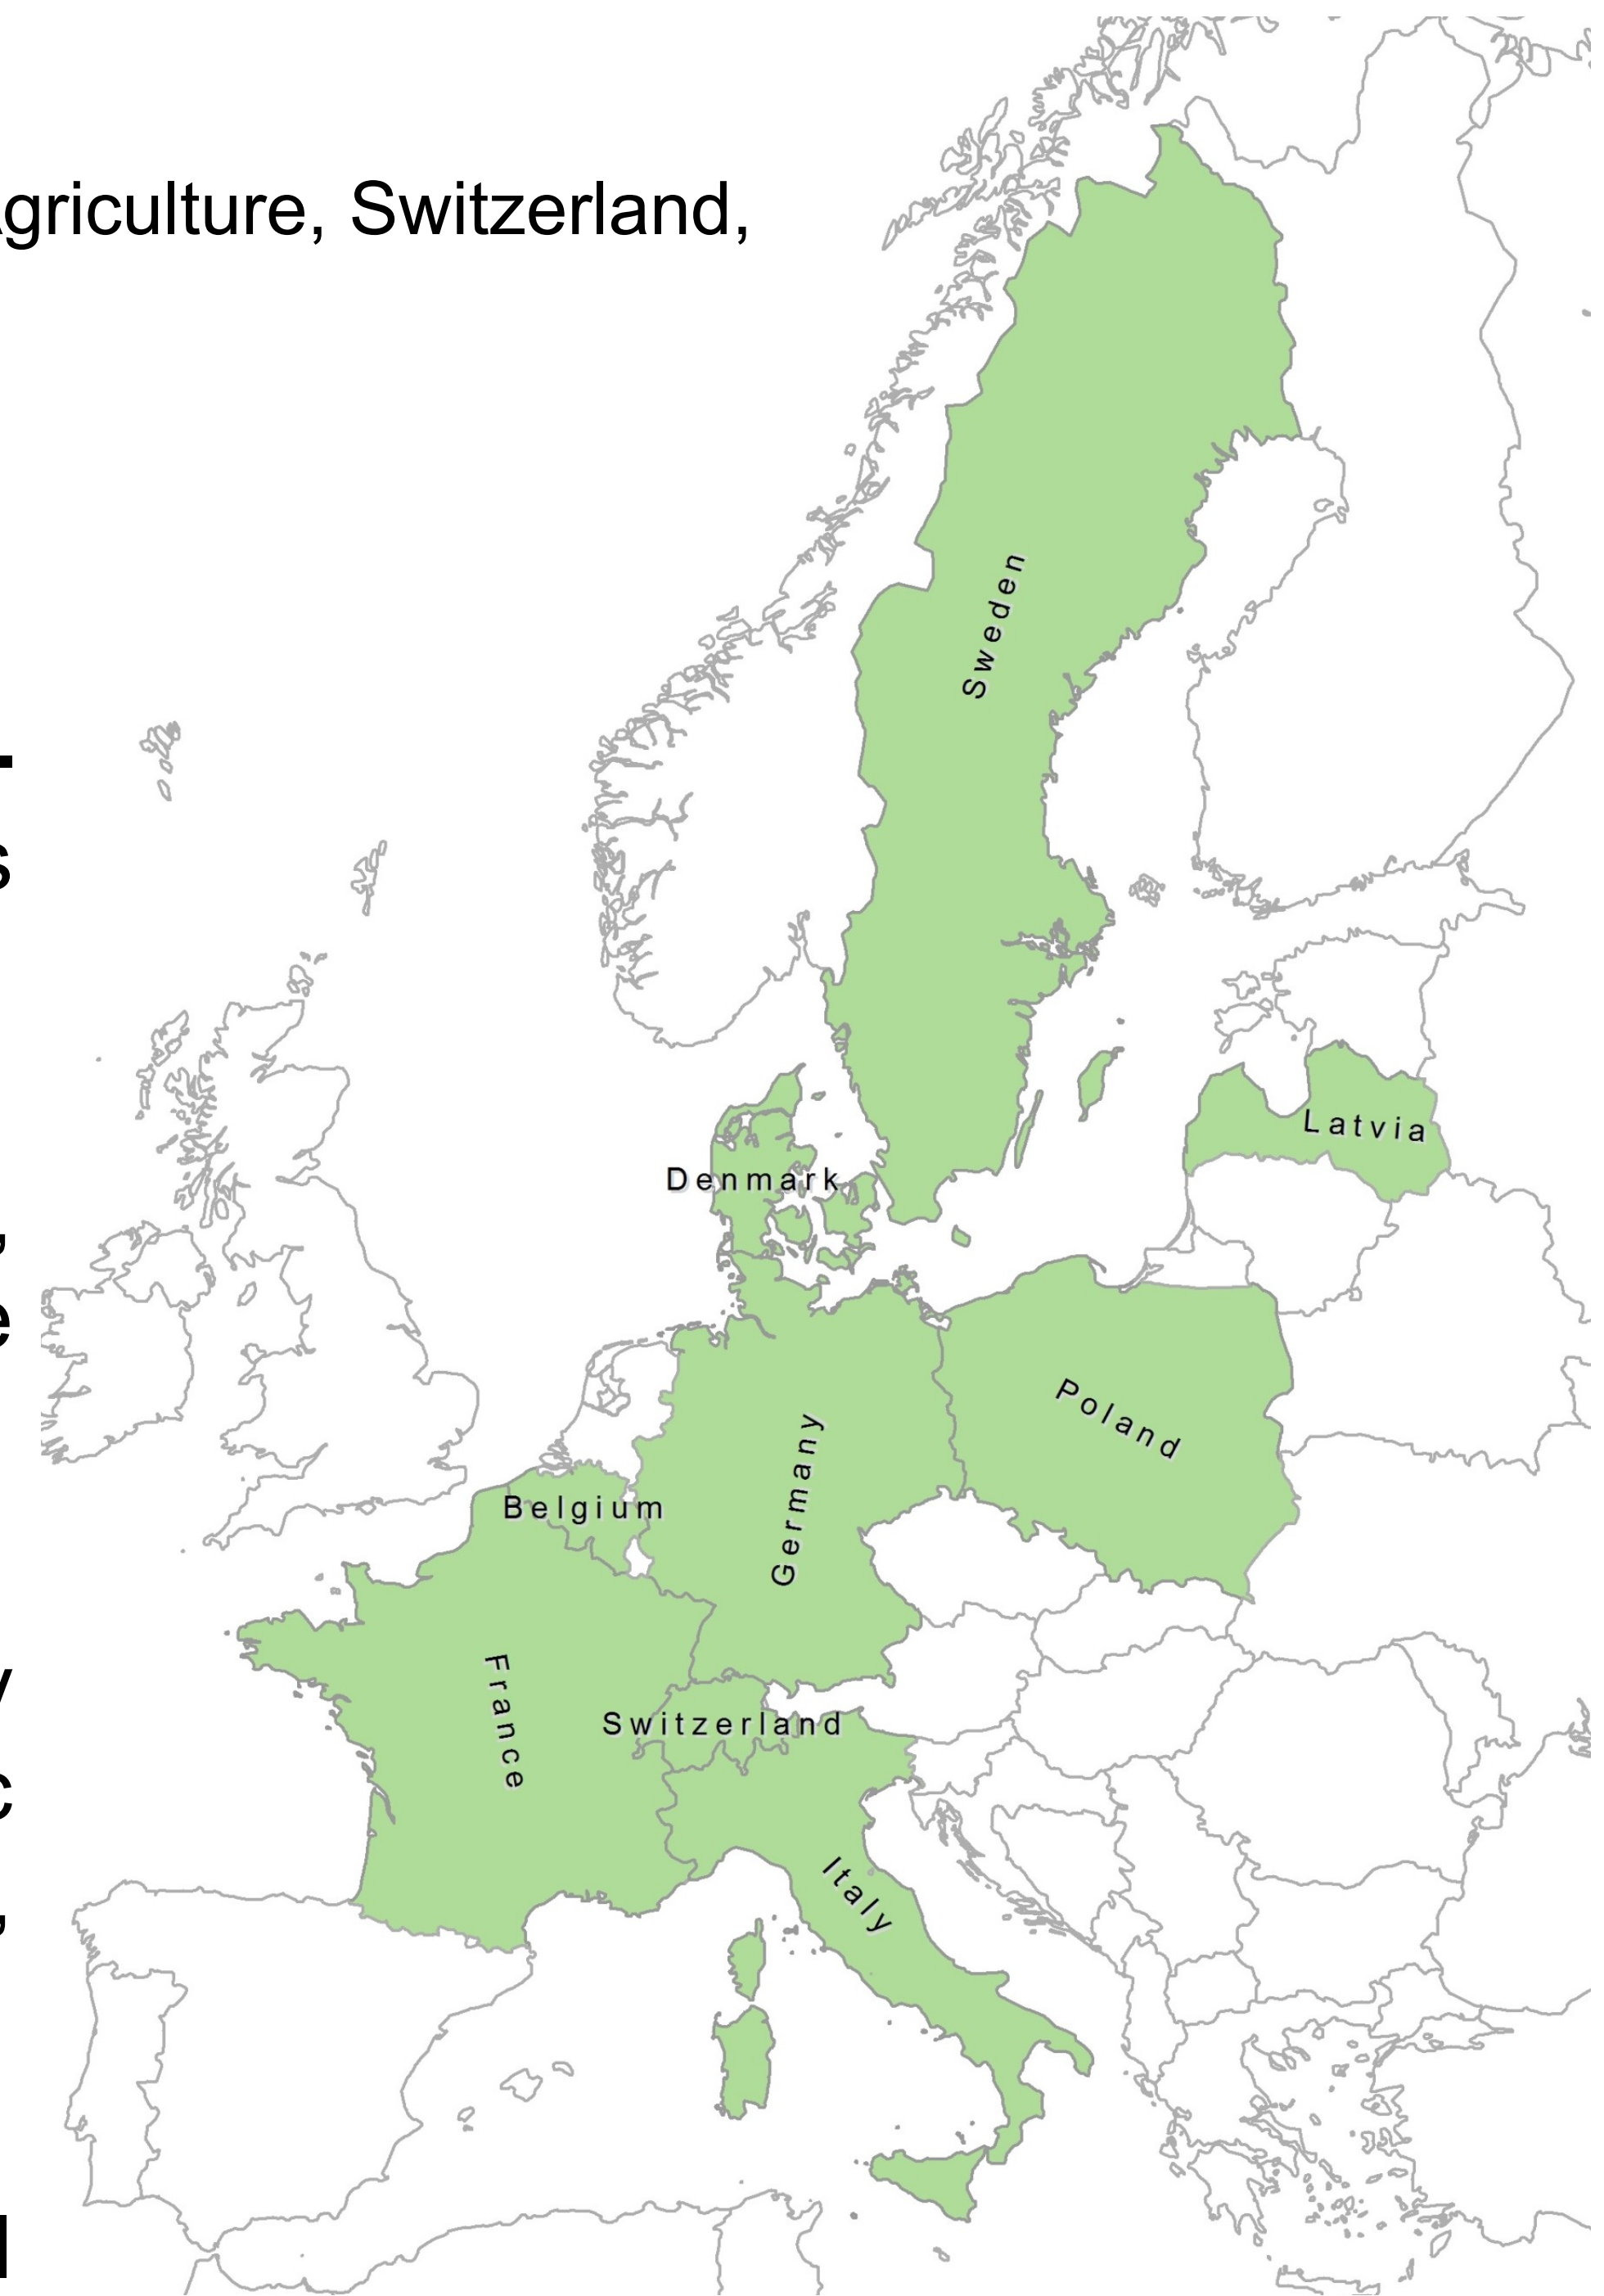 griculture, Switzerland,
Sweden
Latvia
Denmark
Poland
Germany
Belgium
France
Switzerland
Italy